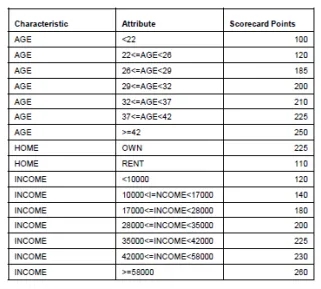 Characteristic Attribute Scorecard Points
AGE <22 100
AGE 22<=AGE<26 120
AGE 26<=AGE<29 185
AGE 29<=AGE<32 200
AGE 32<=AGE<37 210
AGE 37<=AGE<42 225
AGE >=42 250
HOME OWN 225
HOME RENT 110
INCOME <10000 120
INCOME 10000<I=NCOME<17000 140
INCOME 17000<=INCOME<28000 180
INCOME 28000<=INCOME<35000 200
INCOME 35000<=INCOME<42000 225
INCOME 42000<=INCOME<58000 230
INCOME >=58000 260